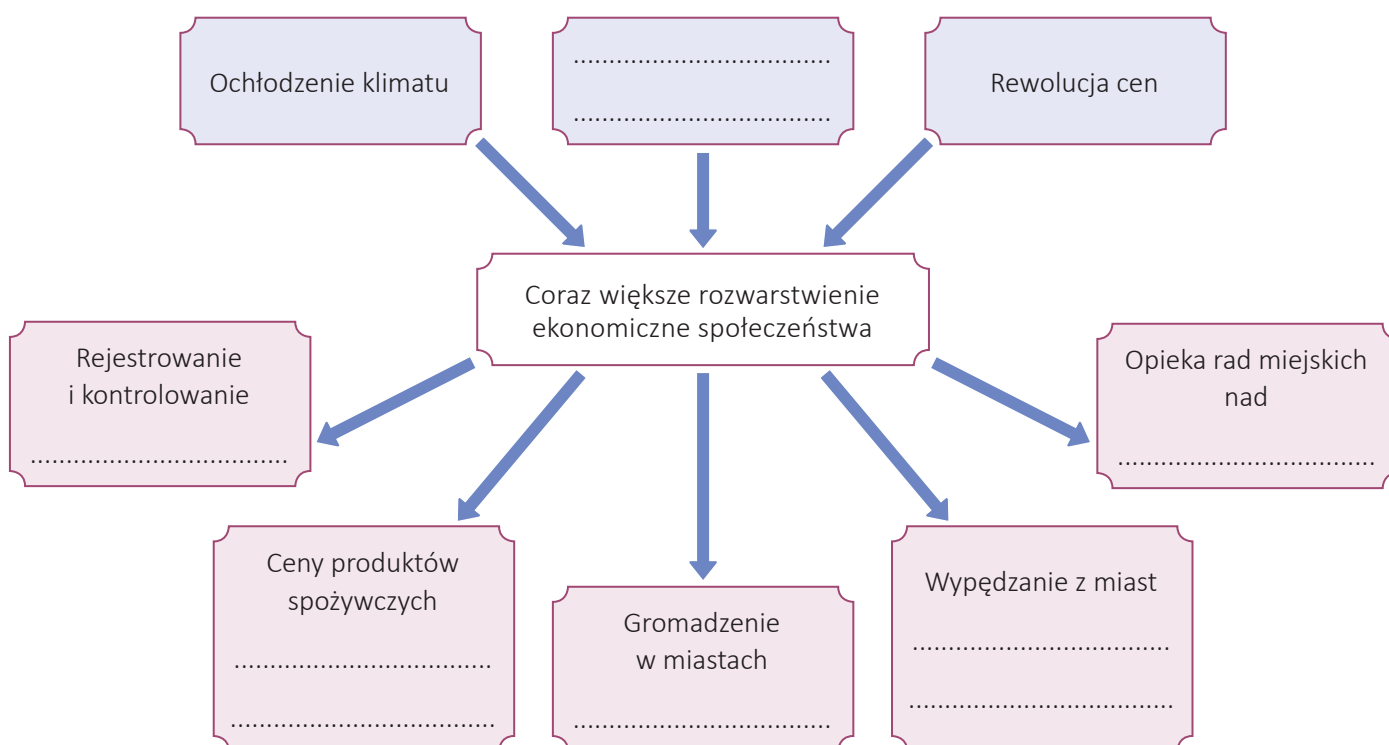 Ochłodzenie klimatu
..................................
..................................
Rewolucja cen
Coraz większe rozwarstwienie
ekonomiczne społeczeństwa
Rejestrowanie
i kontrolowanie
..................................
Ceny produktów
spożywczych
..................................
...................................
Gromadzenie
w miastach
..................................
Wypędzanie z miast
..................................
...................................
Opieka rad miejskich
nad
..................................